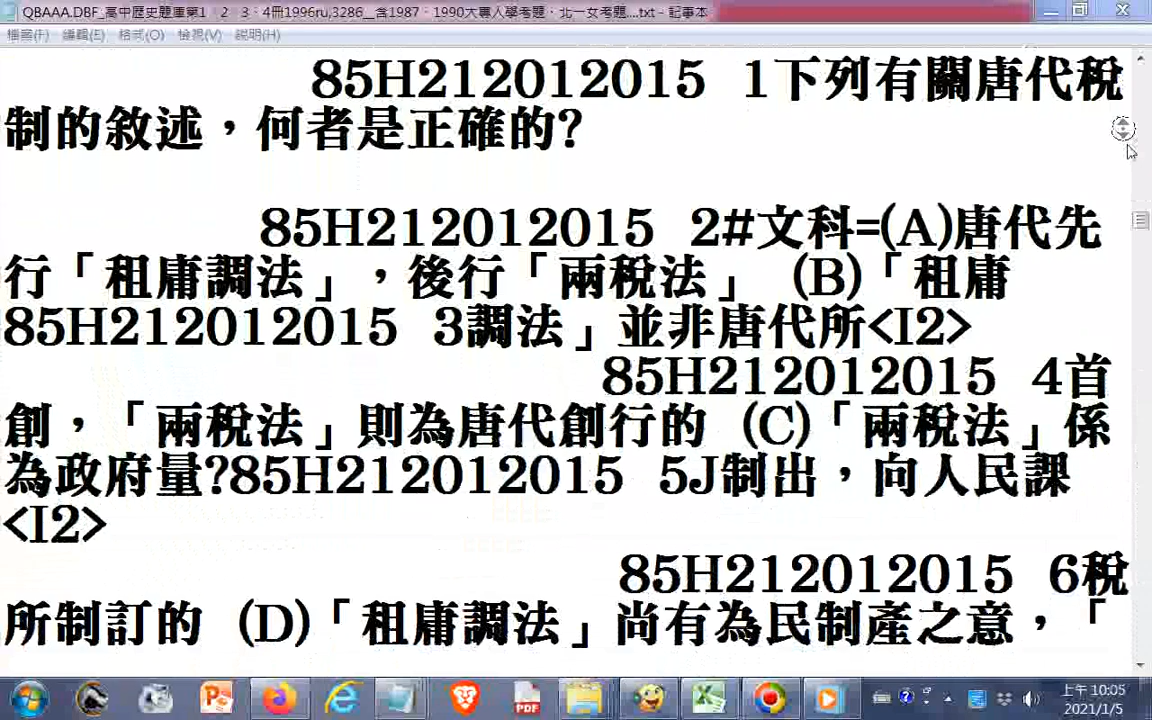 QBAAA.DBF_高中歷史題庫第1﹑2﹑3﹑4冊1996ru,3286__含1987﹑1990大專入學考題﹑北一女考題....txt - 記事本
檔案(F) 編輯(E) 格式(O) 檢視(V) 說明(H)
85H212012015 1下列有關唐代稅
制的敘述，何者是正確的?
85H212012015 2#文科=(A)唐代先
行「租庸調法」，後行「兩稅法」 (B)「租庸
85H212012015 3調法」並非唐代所<I2>
85H212012015 4首
創，「兩稅法」則為唐代創行的 (C)「兩稅法」係
為政府量?85H212012015 5J制出，向人民課
<I2>
85H212012015 6稅
所制訂的 (D)「租庸調法」尚有為民制產之意，「
PDF
上午 10:05
2021/1/5